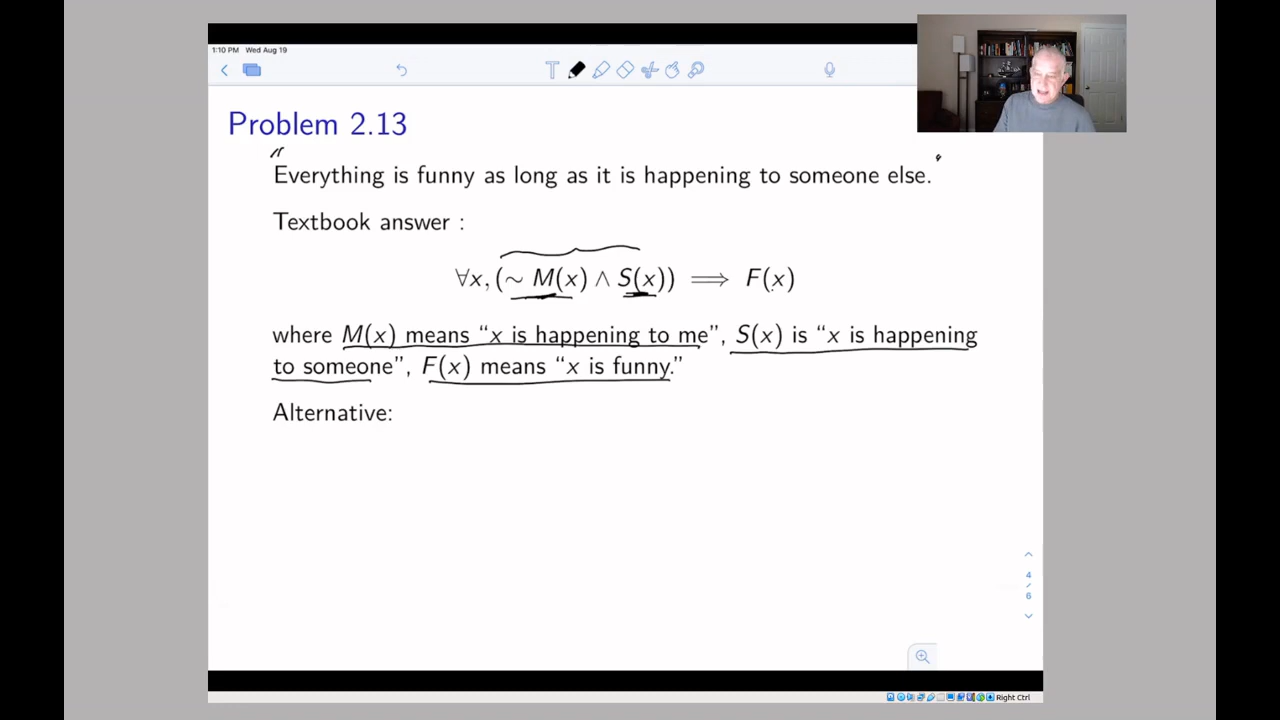 1:10 PM Wed Aug 19
Problem 2.13
"Everything is funny as long as it is happening to someone else."
Textbook answer :
∀x, (∼ M(x) ∧ S(x)) ⟹ F(x)
where M(x) means “x is happening to me”, S(x) is “x is happening
to someone”, F(x) means “x is funny.”
Alternative:
4
/
6
Right Ctrl